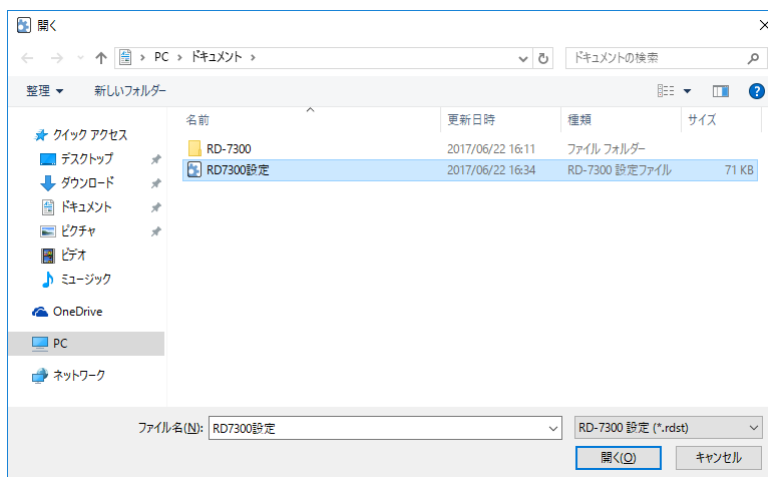 開く
PC › ドキュメント ›
ドキュメントの検索
整理 新しいフォルダー
名前 更新日時 種類 サイズ
クイック アクセス
RD-7300 2017/06/22 16:11 ファイル フォルダー
デスクトップ
RD7300設定 2017/06/22 16:34 RD-7300 設定ファイル 71 KB
ダウンロード
ドキュメント
ピクチャ
ビデオ
ミュージック
OneDrive
PC
ネットワーク
ファイル名(N): RD7300設定 RD-7300 設定 (*.rdst)
開く(O) キャンセル